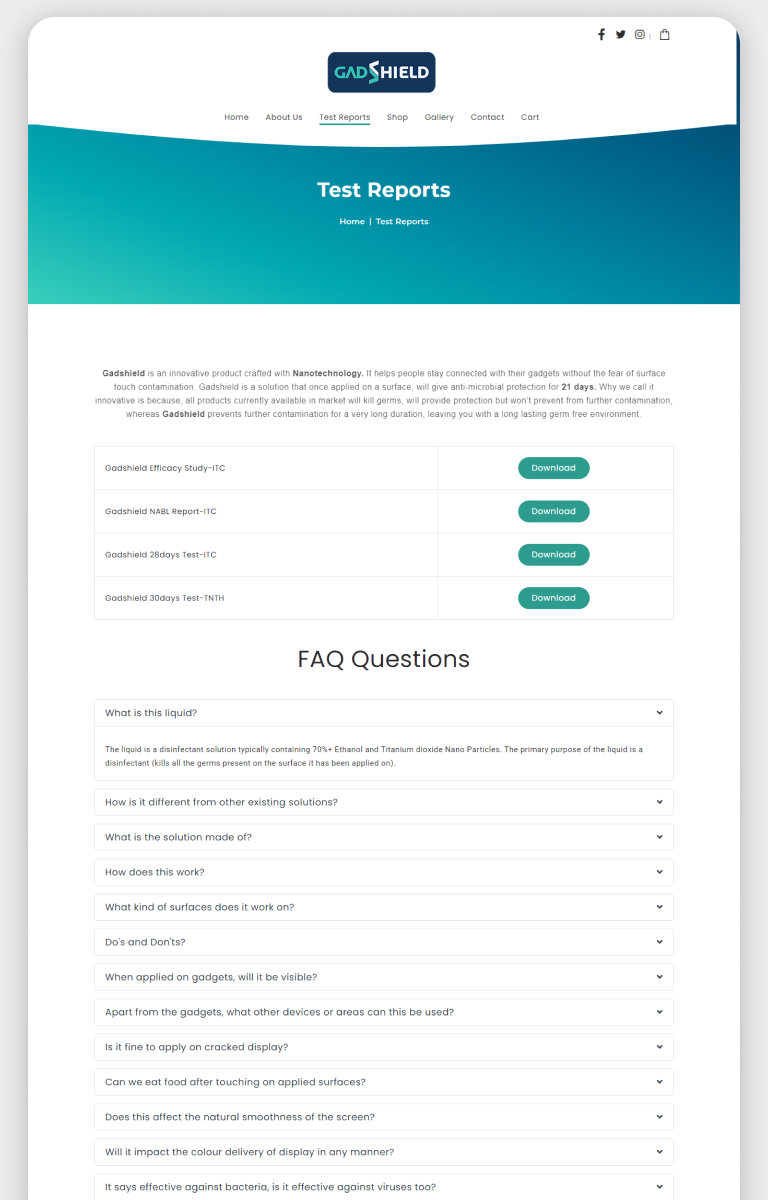 GADSHIELD
Home About Us Test Reports Shop Gallery Contact Cart
Test Reports
Home | Test Reports
Gadshield is an innovative product crafted with Nanotechnology. It helps people stay connected with their gadgets without the fear of surface
touch contamination. Gadshield is a solution that once applied on a surface, will give anti-microbial protection for 21 days. Why we call it
innovative is because, all products currently available in market will kill germs, will provide protection but won't prevent from further contamination,
whereas Gadshield prevents further contamination for a very long duration, leaving you with a long lasting germ free environment.
Gadshield Efficacy Study-ITC Download
Gadshield NABL Report-ITC Download
Gadshield 28days Test-ITC Download
Gadshield 30days Test-TNTH Download
FAQ Questions
What is this liquid?
The liquid is a disinfectant solution typically containing 70%+ Ethanol and Titanium dioxide Nano Particles. The primary purpose of the liquid is a
disinfectant (kills all the germs present on the surface it has been applied on).
How is it different from other existing solutions?
What is the solution made of?
How does this work?
What kind of surfaces does it work on?
Do's and Don'ts?
When applied on gadgets, will it be visible?
Apart from the gadgets, what other devices or areas can this be used?
Is it fine to apply on cracked display?
Can we eat food after touching on applied surfaces?
Does this affect the natural smoothness of the screen?
Will it impact the colour delivery of display in any manner?
It says effective against bacteria, is it effective against viruses too?